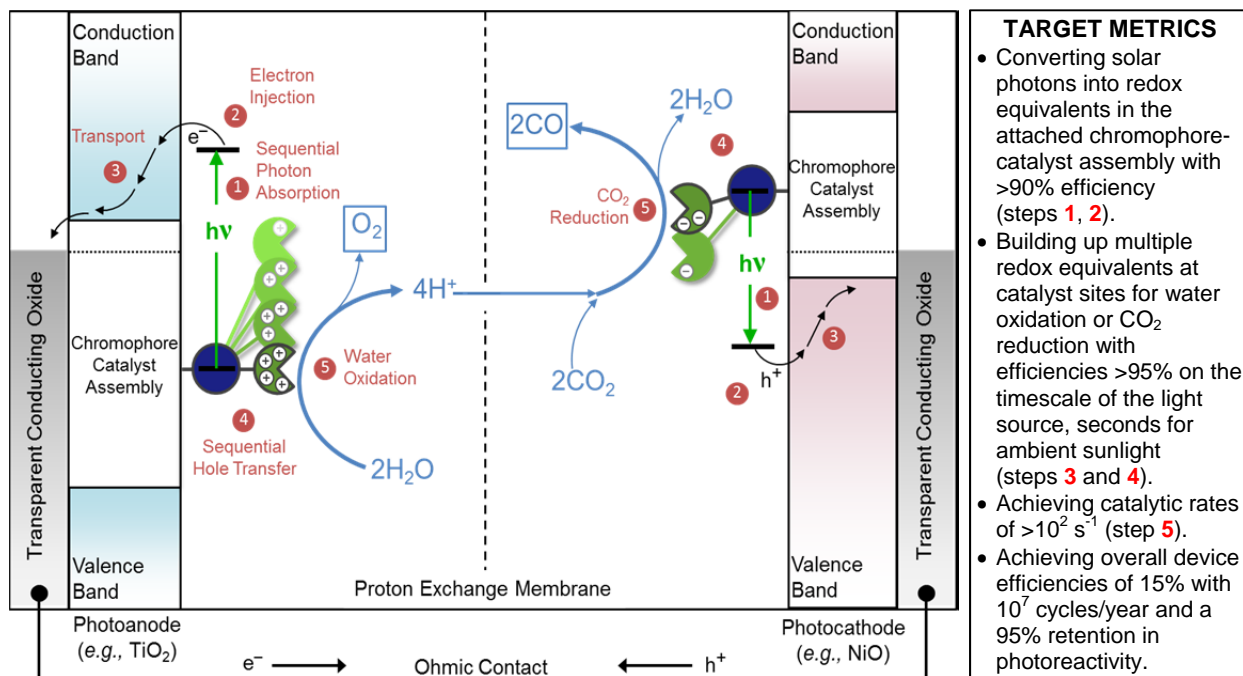 Conduction
Band
Electron
Injection
2
e⁻
Transport
3
Sequential
Photon
Absorption
1
hν
O₂
4H⁺
Chromophore
Catalyst
Assembly
+
+ +
+ +
+
+ +
+ +
5
Water
Oxidation
4
Sequential
Hole Transfer
2H₂O
Transparent Conducting Oxide
Valence
Band
Proton Exchange Membrane
Photoanode
(e.g., TiO₂)
e⁻
Ohmic Contact
h⁺
Photocathode
(e.g., NiO)
2CO
2H₂O
4
CO₂
Reduction
5
− −
−
2CO₂
hν
1
2
h⁺
3
Conduction
Band
Chromophore
Catalyst
Assembly
Valence
Band
Transparent Conducting Oxide
TARGET METRICS
• Converting solar
photons into redox
equivalents in the
attached chromophore-
catalyst assembly with
>90% efficiency
(steps 1, 2).
• Building up multiple
redox equivalents at
catalyst sites for water
oxidation or CO₂
reduction with
efficiencies >95% on the
timescale of the light
source, seconds for
ambient sunlight
(steps 3 and 4).
• Achieving catalytic rates
of >10² s⁻¹ (step 5).
• Achieving overall device
efficiencies of 15% with
10⁷ cycles/year and a
95% retention in
photoreactivity.